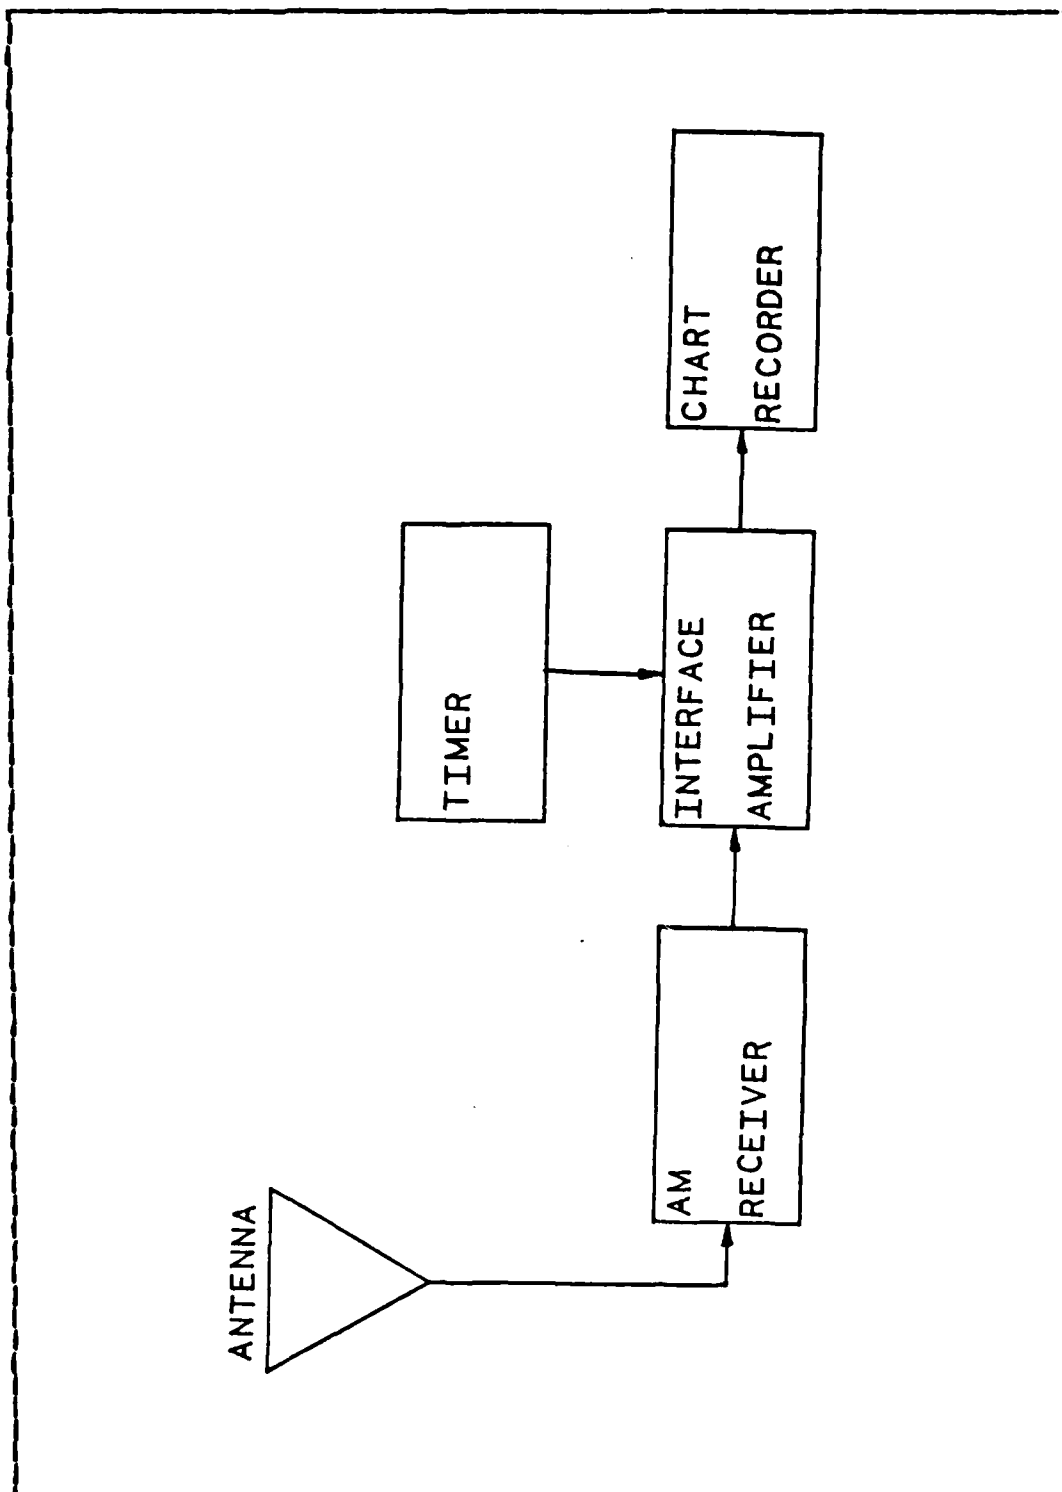 ANTENNA
TIMER
AM
RECEIVER
INTERFACE
AMPLIFIER
CHART
RECORDER